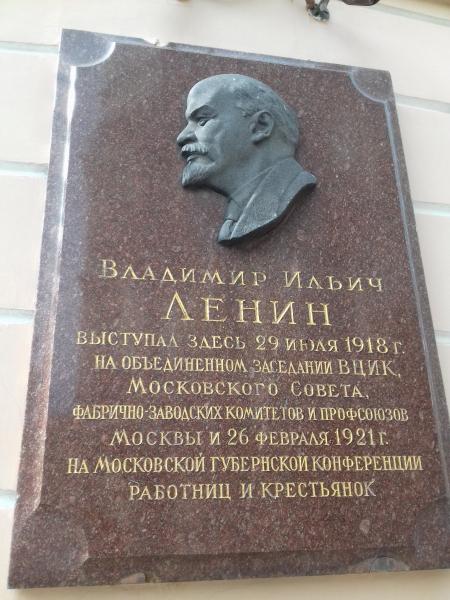 Владимир Ильич
Ленин
выступал здесь 29 июля 1918 г.
на объединенном заседании ВЦИК,
Московского Совета,
фабрично-заводских комитетов и профсоюзов
Москвы и 26 февраля 1921 г.
на Московской губернской конференции
работниц и крестьянок